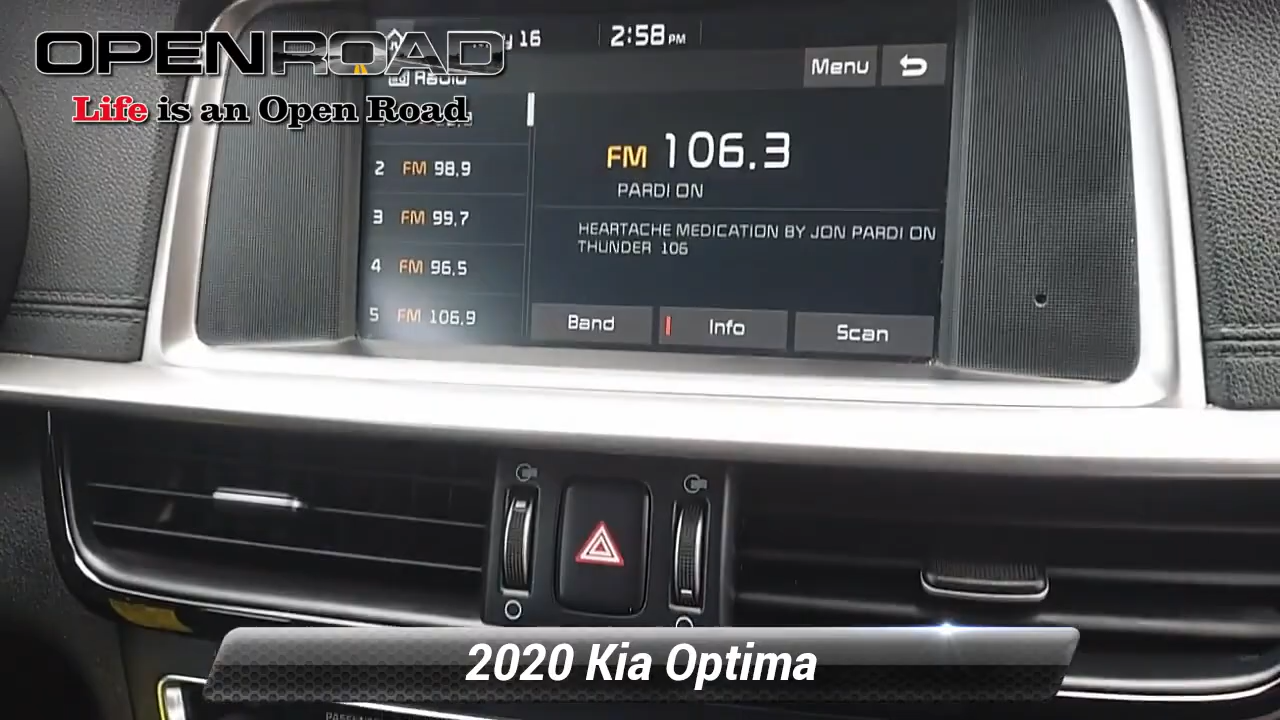 OPENROAD
Life is an Open Road
16
2:58 PM
Radio
Menu
2 FM 98.9
3 FM 99.7
4 FM 96.5
5 FM 106.9
FM 106.3
PARDI ON
HEARTACHE MEDICATION BY JON PARDI ON
THUNDER 106
Band
Info
Scan
2020 Kia Optima